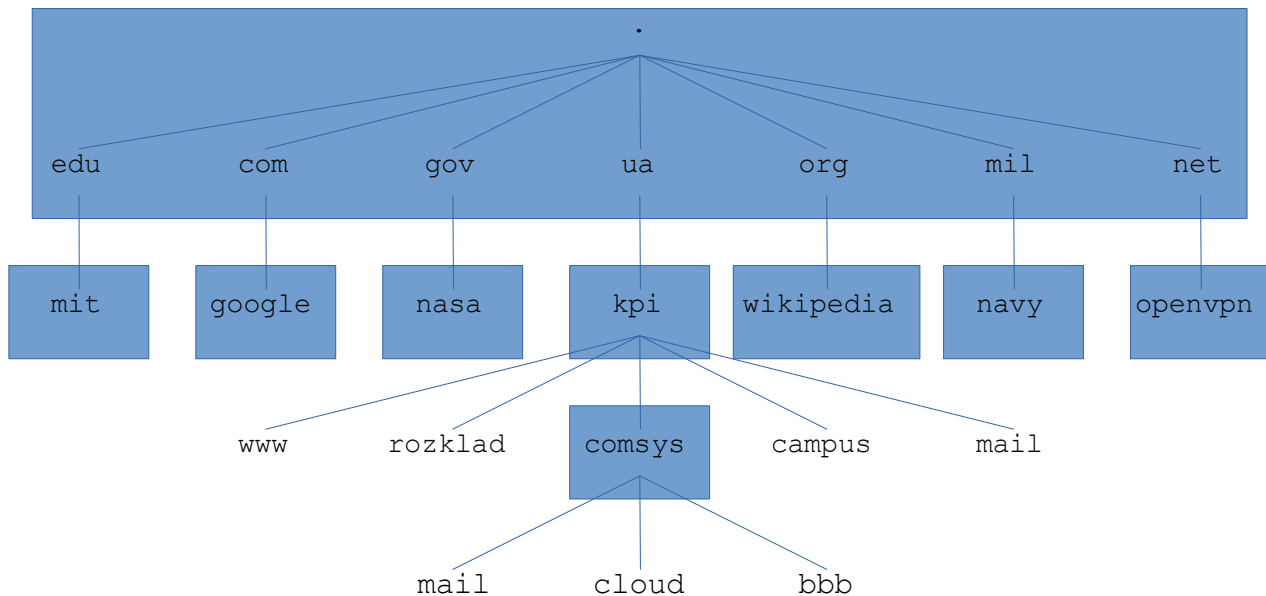 .
edu com gov ua org mil net
mit google nasa kpi wikipedia navy openvpn
www rozklad comsys campus mail
mail cloud bbb